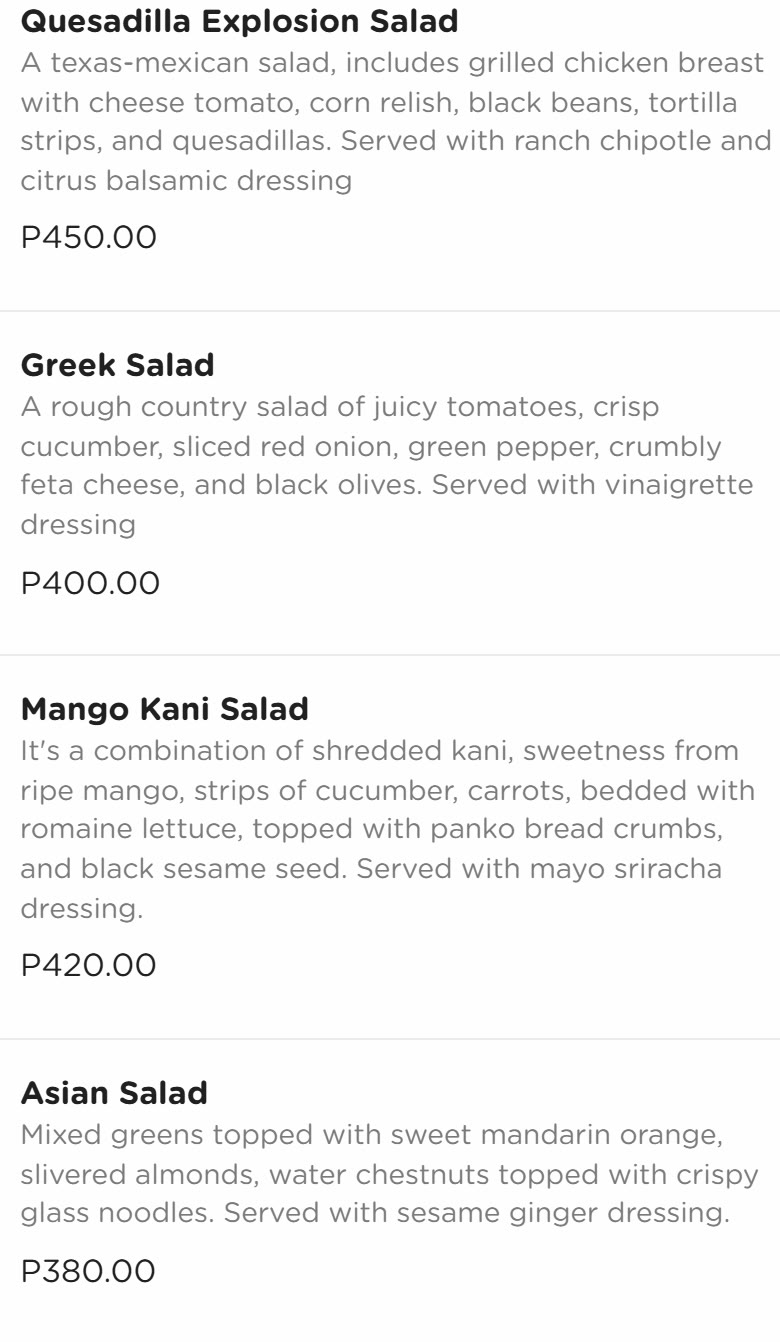 Quesadilla Explosion Salad
A texas-mexican salad, includes grilled chicken breast
with cheese tomato, corn relish, black beans, tortilla
strips, and quesadillas. Served with ranch chipotle and
citrus balsamic dressing
P450.00
Greek Salad
A rough country salad of juicy tomatoes, crisp
cucumber, sliced red onion, green pepper, crumbly
feta cheese, and black olives. Served with vinaigrette
dressing
P400.00
Mango Kani Salad
It's a combination of shredded kani, sweetness from
ripe mango, strips of cucumber, carrots, bedded with
romaine lettuce, topped with panko bread crumbs,
and black sesame seed. Served with mayo sriracha
dressing.
P420.00
Asian Salad
Mixed greens topped with sweet mandarin orange,
slivered almonds, water chestnuts topped with crispy
glass noodles. Served with sesame ginger dressing.
P380.00